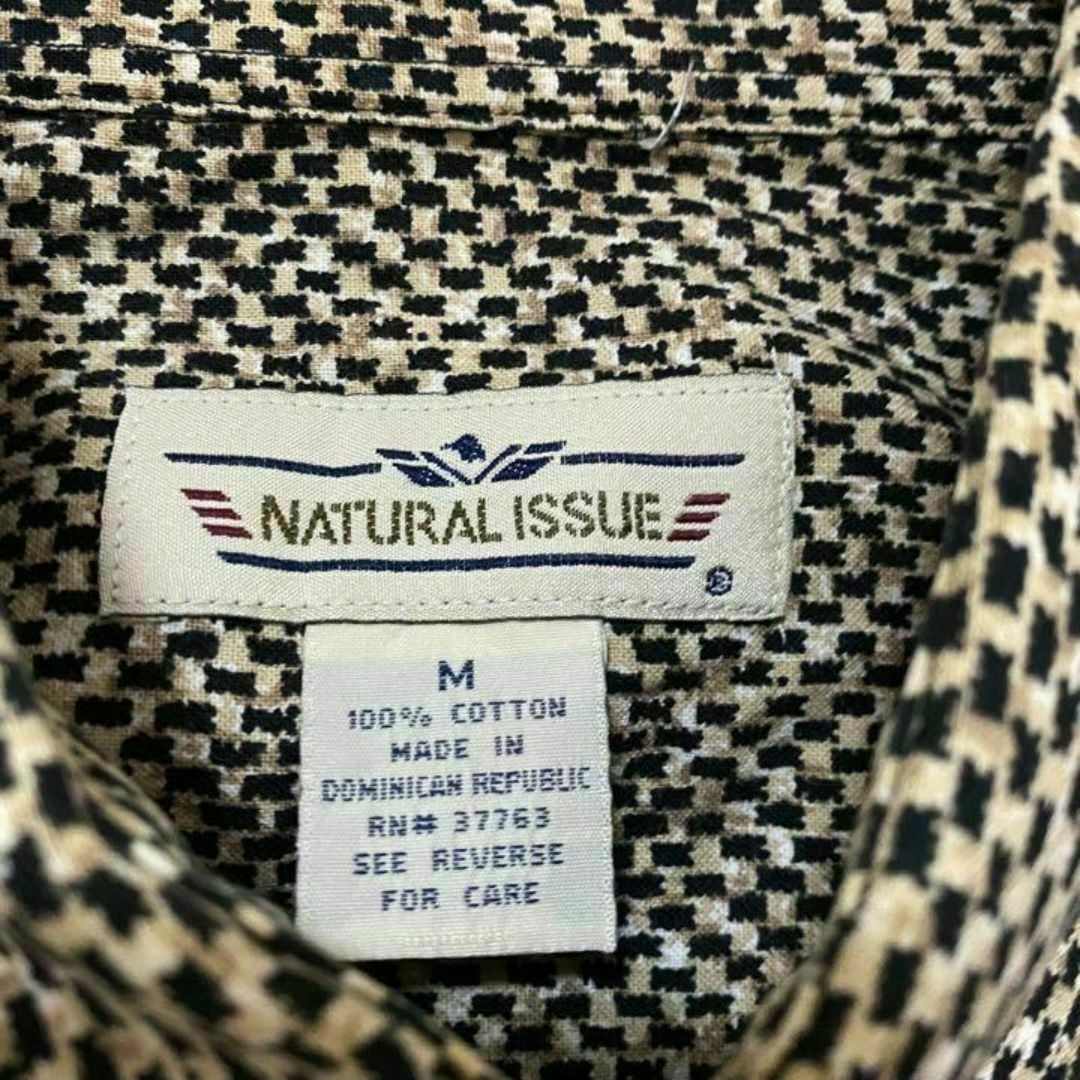 NATURAL ISSUE
®
M
100% COTTON
MADE IN
DOMINICAN REPUBLIC
RN# 37763
SEE REVERSE
FOR CARE